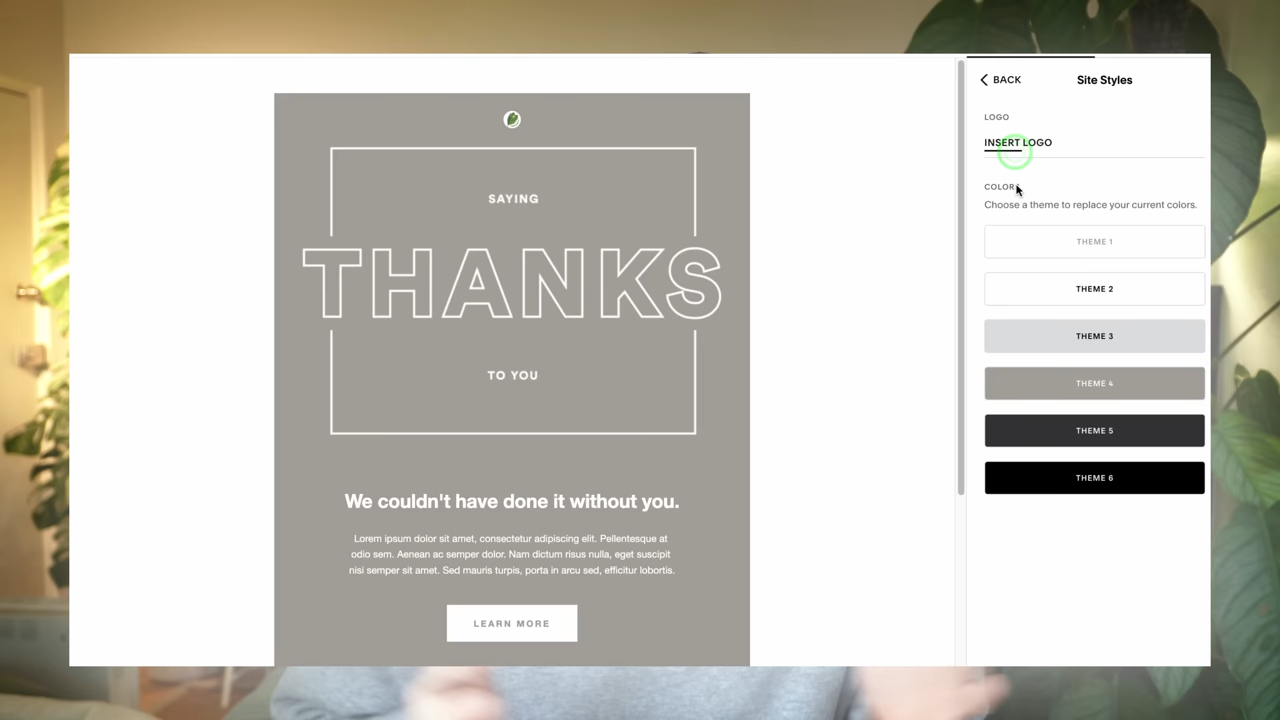 SAYING
THANKS
TO YOU
We couldn't have done it without you.
Lorem ipsum dolor sit amet, consectetur adipiscing elit. Pellentesque at
odio sem. Aenean ac semper dolor. Nam dictum risus nulla, eget suscipit
nisi semper sit amet. Sed mauris turpis, porta in arcu sed, efficitur lobortis.
LEARN MORE
BACK
Site Styles
LOGO
INSERT LOGO
COLORS
Choose a theme to replace your current colors.
THEME 1
THEME 2
THEME 3
THEME 4
THEME 5
THEME 6